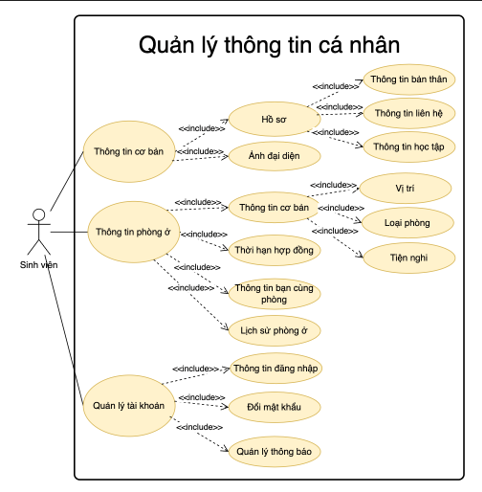 Quản lý thông tin cá nhân
Thông tin bản thân
<<include>>
Hồ sơ
<<include>>
Thông tin liên hệ
<<include>>
<<include>>
Thông tin cơ bản
<<include>>
Ảnh đại diện
Thông tin học tập
<<include>>
Thông tin cơ bản
<<include>>
Vị trí
<<include>>
Loại phòng
Thông tin phòng ở
<<include>>
Thời hạn hợp đồng
<<include>>
Tiện nghi
Sinh viên
<<include>>
Thông tin bạn cùng
phòng
<<include>>
Lịch sử phòng ở
<<include>>
Thông tin đăng nhập
Quản lý tài khoản
<<include>>
Đổi mật khẩu
<<include>>
Quản lý thông báo